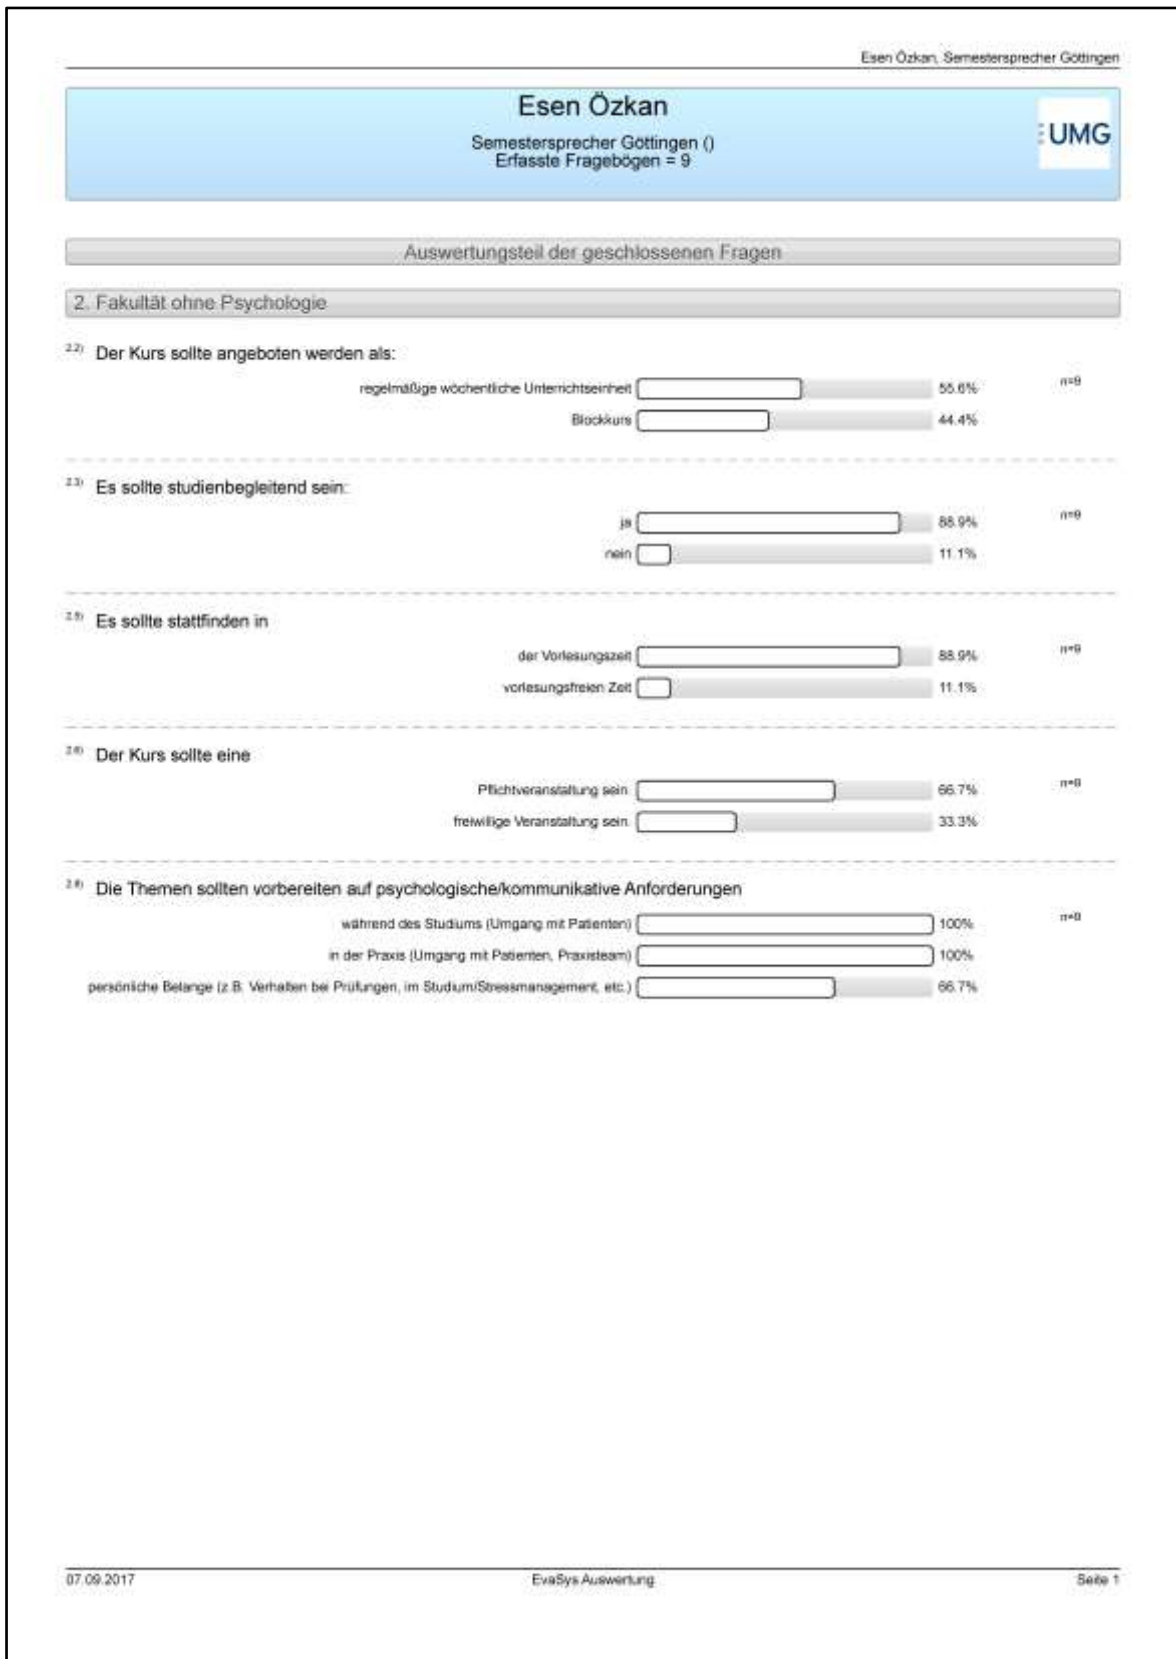 Esen Özkan, Semestersprecher Göttingen
Esen Özkan
Semestersprecher Göttingen ()
Erfasste Fragebögen = 9
UMG
Auswertungsteil der geschlossenen Fragen
2. Fakultät ohne Psychologie
2.2) Der Kurs sollte angeboten werden als:
regelmäßige wöchentliche Unterrichtseinheit 55.6% n=9
Blockkurs 44.4%
2.3) Es sollte studienbegleitend sein:
ja 88.9% n=9
nein 11.1%
2.5) Es sollte stattfinden in
der Vorlesungszeit 88.9% n=9
vorlesungsfreien Zeit 11.1%
2.6) Der Kurs sollte eine
Pflichtveranstaltung sein. 66.7% n=9
freiwillige Veranstaltung sein. 33.3%
2.8) Die Themen sollten vorbereiten auf psychologische/kommunikative Anforderungen
während des Studiums (Umgang mit Patienten) 100% n=9
in der Praxis (Umgang mit Patienten, Praxisteam) 100%
persönliche Belange (z.B. Verhalten bei Prüfungen, im Studium/Stressmanagement, etc.) 66.7%
07.09.2017 EvaSys Auswertung Seite 1